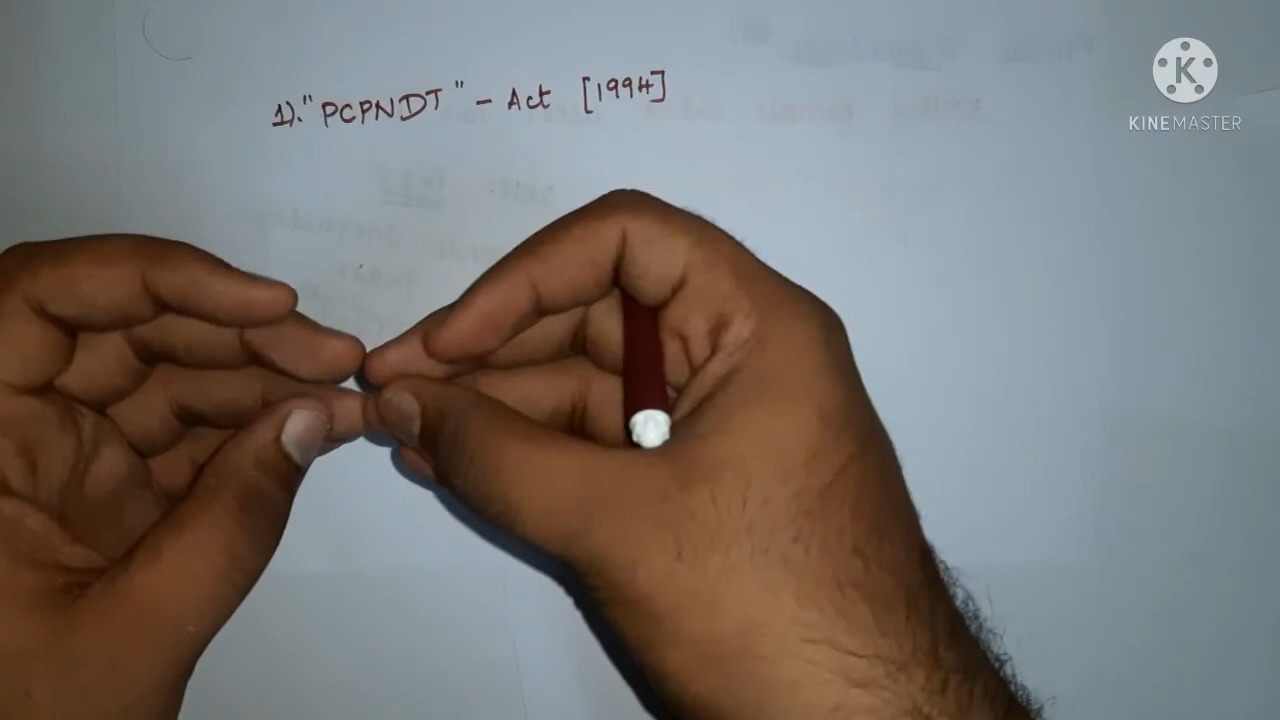 1). "PCPNDT" - Act [1994]
K
KINEMASTER